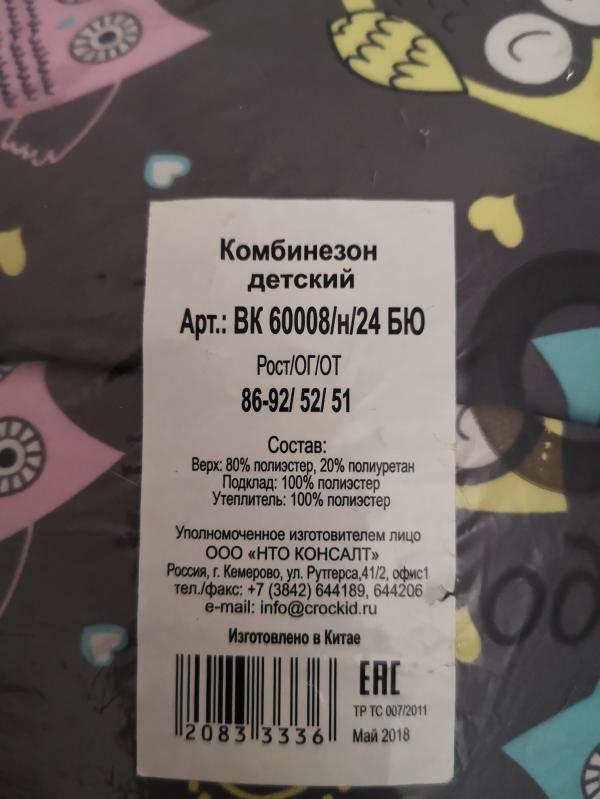 Комбинезон
детский
Арт.: ВК 60008/н/24 БЮ
Рост/ОГ/ОТ
86-92/ 52/ 51
Состав:
Верх: 80% полиэстер, 20% полиуретан
Подклад: 100% полиэстер
Утеплитель: 100% полиэстер
Уполномоченное изготовителем лицо
ООО «НТО КОНСАЛТ»
Россия, г. Кемерово, ул. Рутгерса,41/2, офис1
тел./факс: +7 (3842) 644189, 644206
e-mail: info@crockid.ru
Изготовлено в Китае
ЕАС
ТР ТС 007/2011
2083 3336
Май 2018